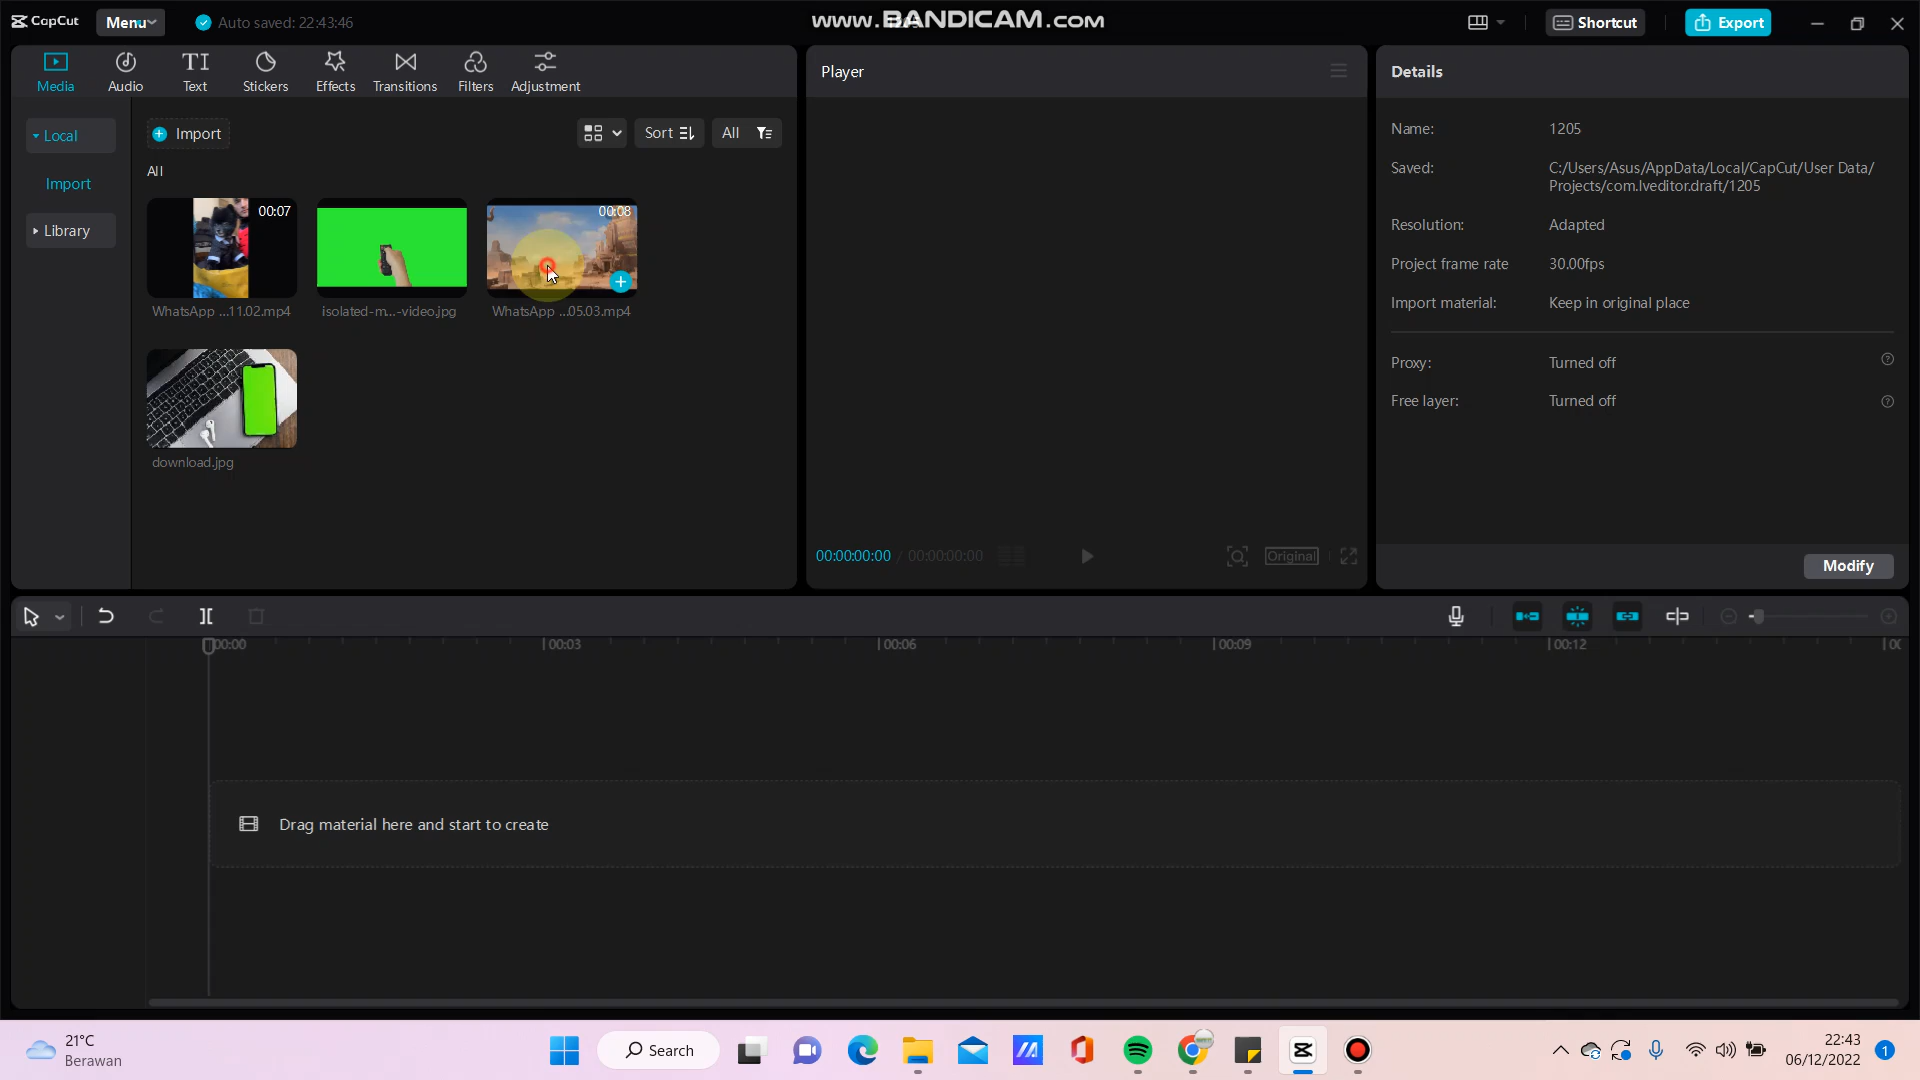 CapCut
Menu
Auto saved: 22:43:46
www.BANDICAM.com
Shortcut
Export
Media
Audio
Text
Stickers
Effects
Transitions
Filters
Adjustment
Local
Import
Library
Import
Sort
All
All
00:07
WhatsApp ...11.02.mp4
isolated-m...-video.jpg
00:08
WhatsApp ...05.03.mp4
download.jpg
Player
00:00:00:00 / 00:00:00:00
Original
Details
Name: 1205
Saved: C:/Users/Asus/AppData/Local/CapCut/User Data/
Projects/com.lveditor.draft/1205
Resolution: Adapted
Project frame rate 30.00fps
Import material: Keep in original place
Proxy: Turned off
Free layer: Turned off
Modify
00:00
00:03
00:06
00:09
00:12
Drag material here and start to create
21°C
Berawan
Search
22:43
06/12/2022
1